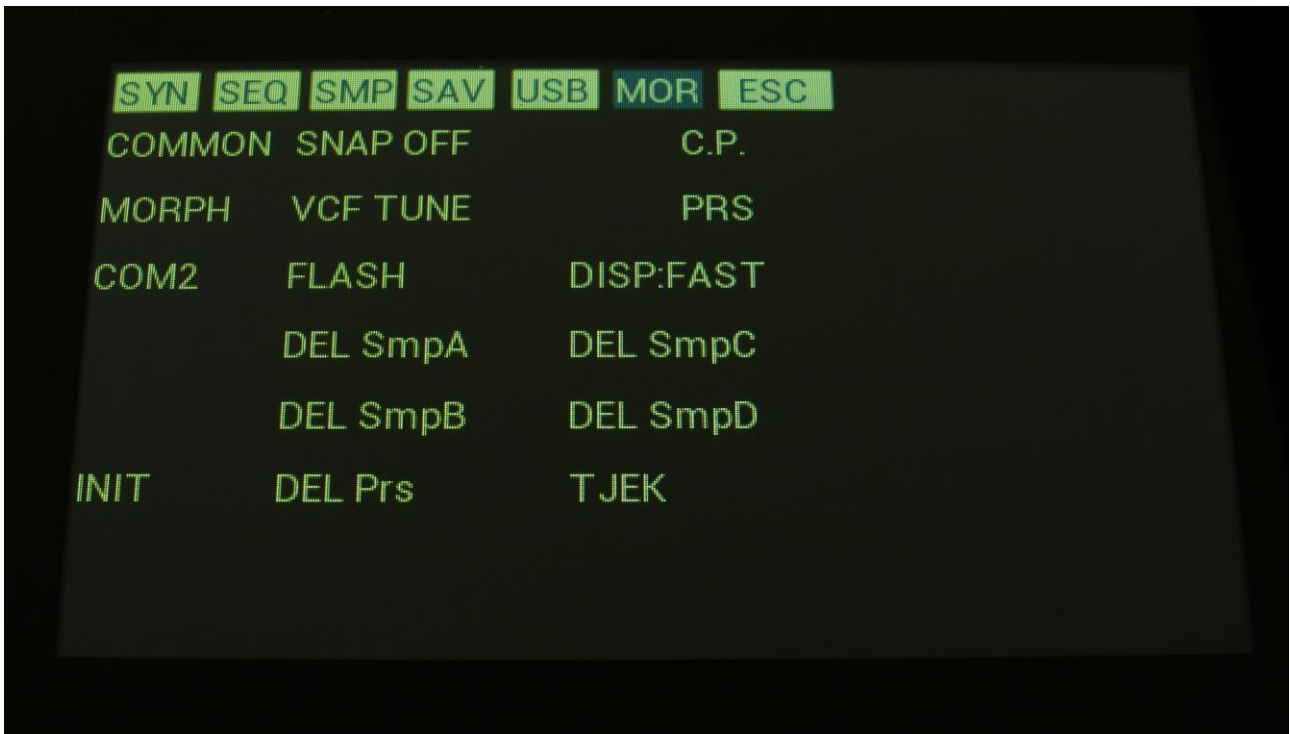 SYN SEQ SMP SAV USB MOR ESC
COMMON SNAP OFF C.P.
MORPH VCF TUNE PRS
COM2 FLASH DISP:FAST
DEL SmpA DEL SmpC
DEL SmpB DEL SmpD
INIT DEL Prs TJEK